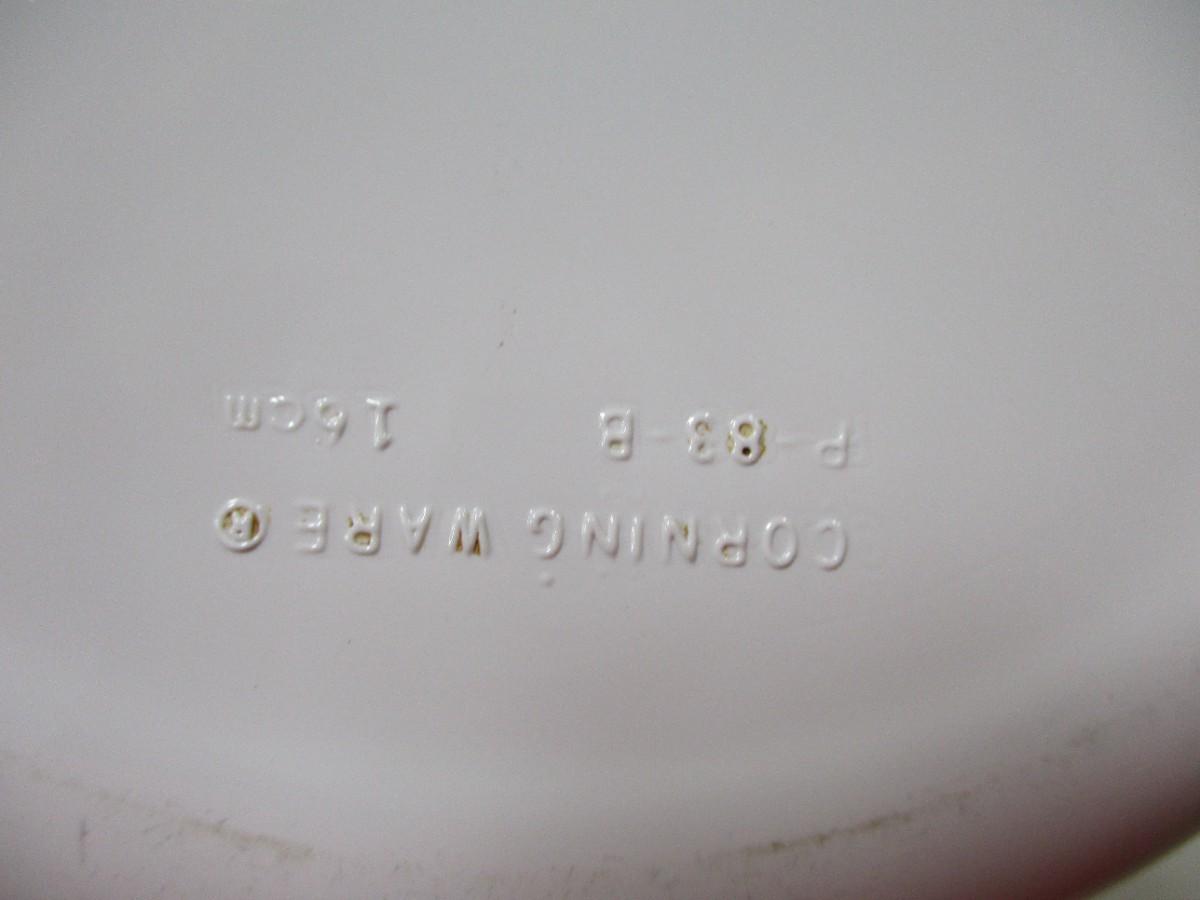 CORNING WARE®
P-83-B 16cm